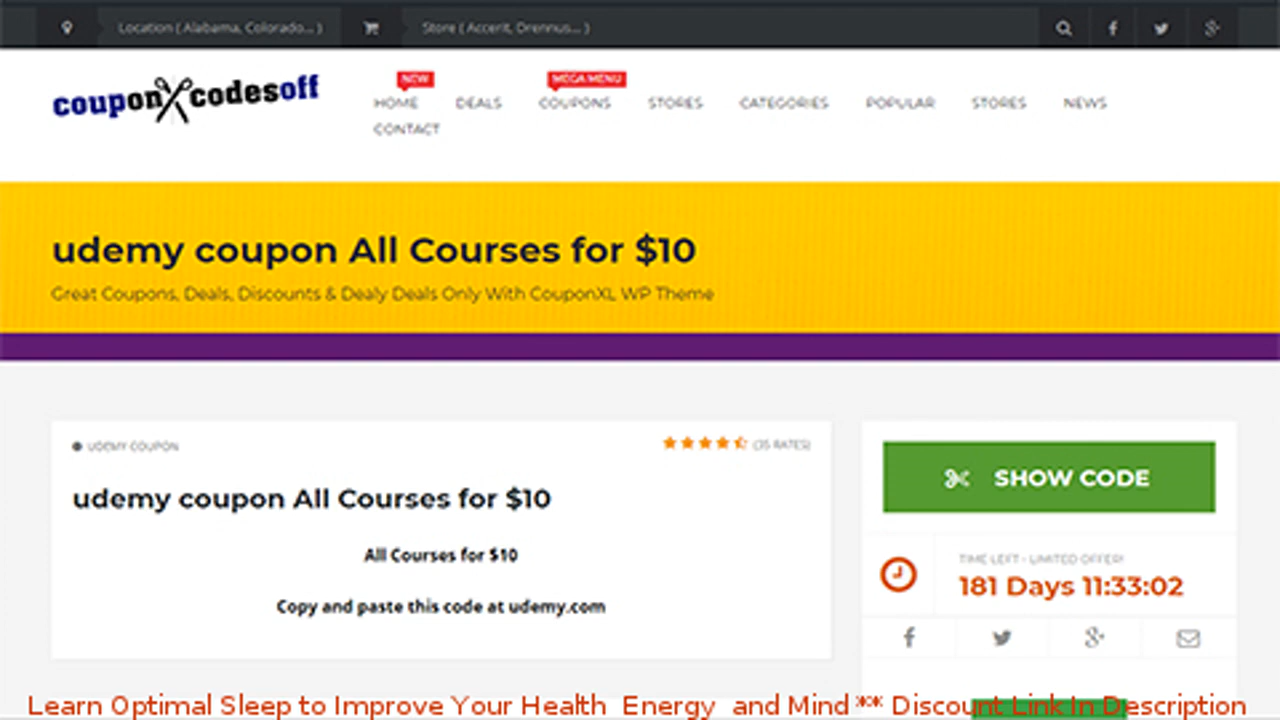 Location ( Alabama, Colorado... )
Store ( Accerit, Drennus... )
couponcodesoff
NEW
MEGA MENU
HOME
DEALS
COUPONS
STORES
CATEGORIES
POPULAR
STORES
NEWS
CONTACT
udemy coupon All Courses for $10
Great Coupons, Deals, Discounts & Dealy Deals Only With CouponXL WP Theme
UDEMY COUPON
(35 RATES)
udemy coupon All Courses for $10
All Courses for $10
Copy and paste this code at udemy.com
SHOW CODE
TIME LEFT - LIMITED OFFER!
181 Days 11:33:02
Learn Optimal Sleep to Improve Your Health Energy and Mind ** Discount Link In Description